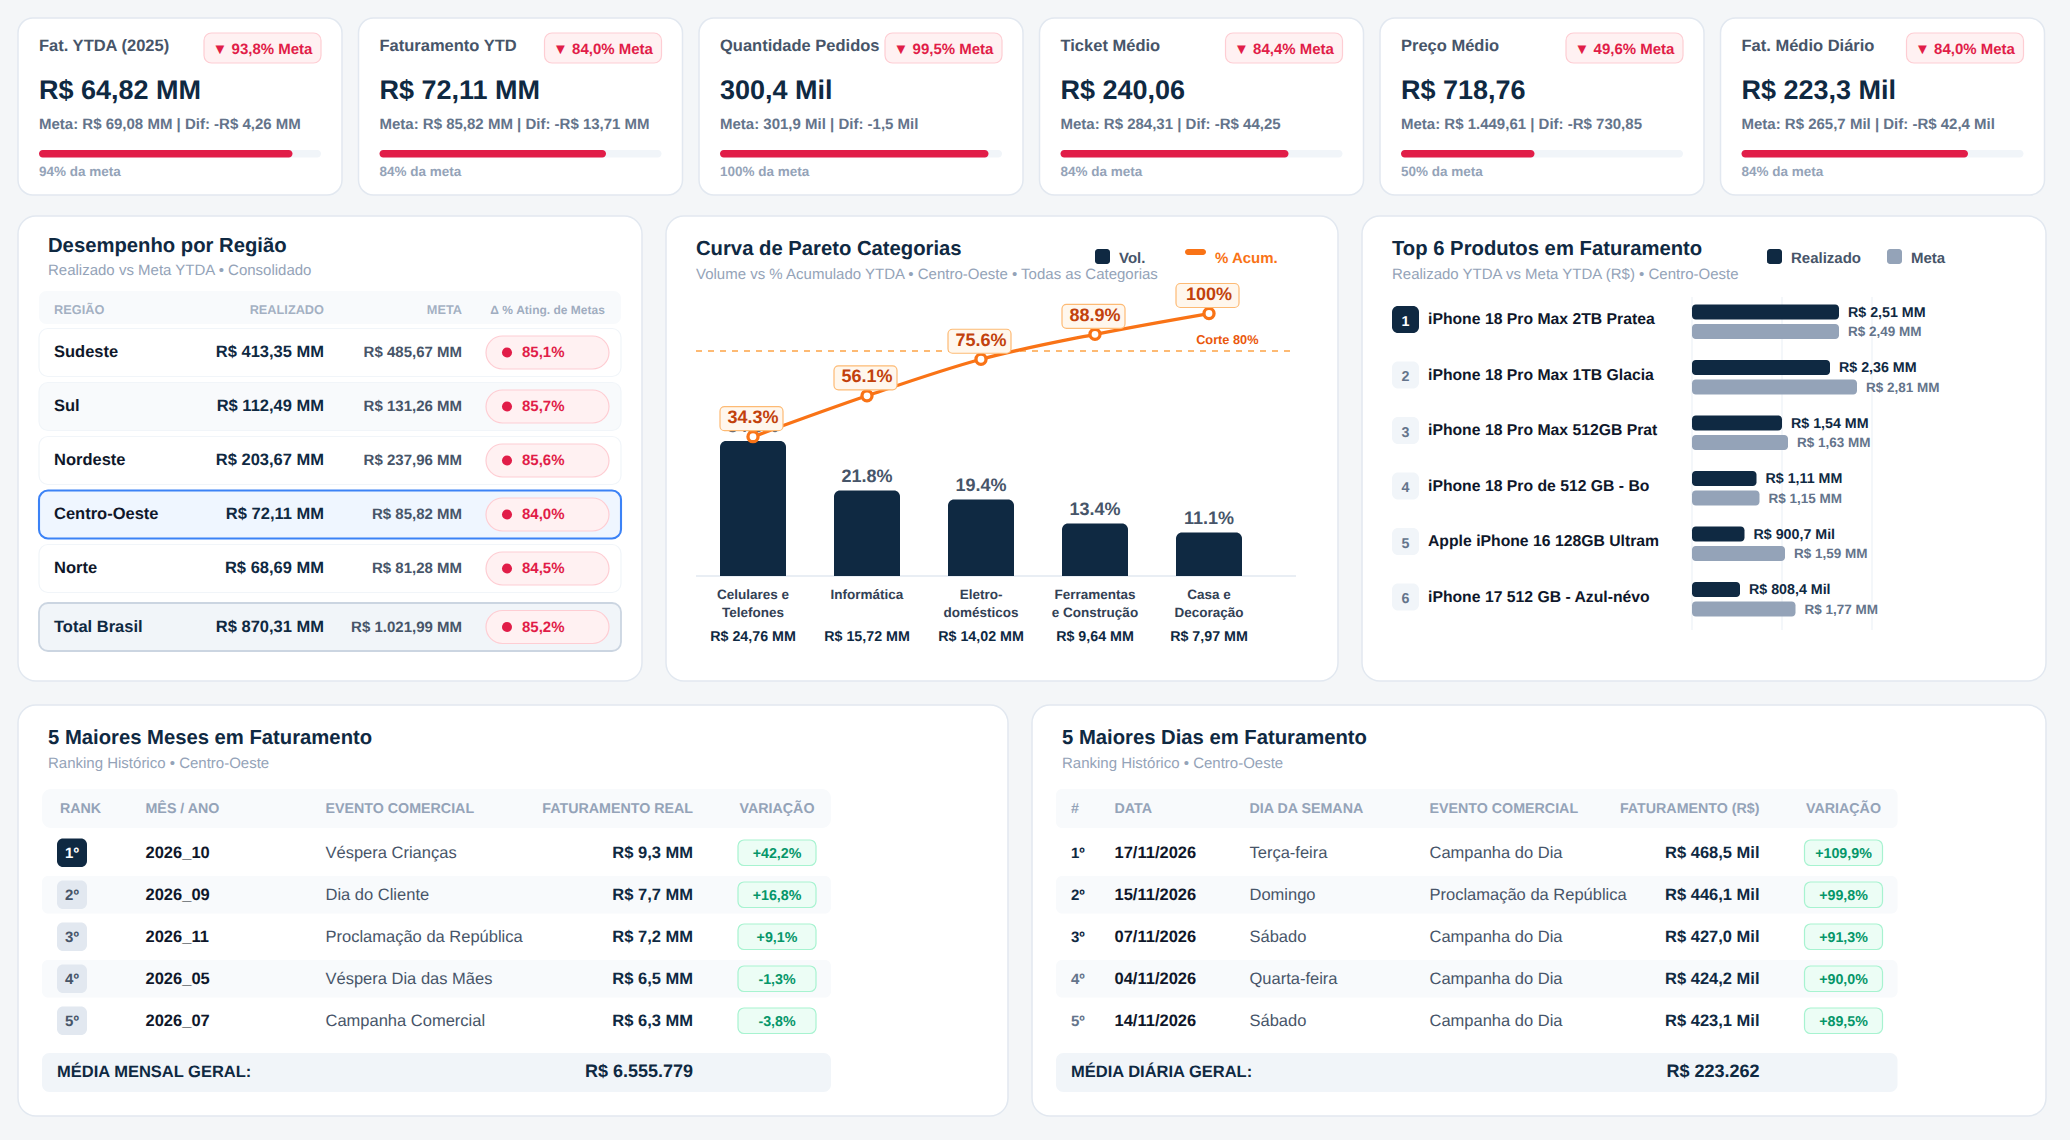 Fat. YTDA (2025) ▼ 93,8% Meta
R$ 64,82 MM
Meta: R$ 69,08 MM | Dif: -R$ 4,26 MM
94% da meta
Faturamento YTD ▼ 84,0% Meta
R$ 72,11 MM
Meta: R$ 85,82 MM | Dif: -R$ 13,71 MM
84% da meta
Quantidade Pedidos ▼ 99,5% Meta
300,4 Mil
Meta: 301,9 Mil | Dif: -1,5 Mil
100% da meta
Ticket Médio ▼ 84,4% Meta
R$ 240,06
Meta: R$ 284,31 | Dif: -R$ 44,25
84% da meta
Preço Médio ▼ 49,6% Meta
R$ 718,76
Meta: R$ 1.449,61 | Dif: -R$ 730,85
50% da meta
Fat. Médio Diário ▼ 84,0% Meta
R$ 223,3 Mil
Meta: R$ 265,7 Mil | Dif: -R$ 42,4 Mil
84% da meta
Desempenho por Região
Realizado vs Meta YTDA • Consolidado
REGIÃO REALIZADO META Δ % Ating. de Metas
Sudeste R$ 413,35 MM R$ 485,67 MM 85,1%
Sul R$ 112,49 MM R$ 131,26 MM 85,7%
Nordeste R$ 203,67 MM R$ 237,96 MM 85,6%
Centro-Oeste R$ 72,11 MM R$ 85,82 MM 84,0%
Norte R$ 68,69 MM R$ 81,28 MM 84,5%
Total Brasil R$ 870,31 MM R$ 1.021,99 MM 85,2%
Curva de Pareto Categorias
Vol. % Acum.
Volume vs % Acumulado YTDA • Centro-Oeste • Todas as Categorias
100%
88.9%
75.6%
56.1%
34.3%
Corte 80%
21.8%
19.4%
13.4%
11.1%
Celulares e Telefones
Informática
Eletro-domésticos
Ferramentas e Construção
Casa e Decoração
R$ 24,76 MM R$ 15,72 MM R$ 14,02 MM R$ 9,64 MM R$ 7,97 MM
Top 6 Produtos em Faturamento
Realizado Meta
Realizado YTDA vs Meta YTDA (R$) • Centro-Oeste
1 iPhone 18 Pro Max 2TB Pratea R$ 2,51 MM
R$ 2,49 MM
2 iPhone 18 Pro Max 1TB Glacia R$ 2,36 MM
R$ 2,81 MM
3 iPhone 18 Pro Max 512GB Prat R$ 1,54 MM
R$ 1,63 MM
4 iPhone 18 Pro de 512 GB - Bo R$ 1,11 MM
R$ 1,15 MM
5 Apple iPhone 16 128GB Ultram R$ 900,7 Mil
R$ 1,59 MM
6 iPhone 17 512 GB - Azul-névo R$ 808,4 Mil
R$ 1,77 MM
5 Maiores Meses em Faturamento
Ranking Histórico • Centro-Oeste
RANK MÊS / ANO EVENTO COMERCIAL FATURAMENTO REAL VARIAÇÃO
1º 2026_10 Véspera Crianças R$ 9,3 MM +42,2%
2º 2026_09 Dia do Cliente R$ 7,7 MM +16,8%
3º 2026_11 Proclamação da República R$ 7,2 MM +9,1%
4º 2026_05 Véspera Dia das Mães R$ 6,5 MM -1,3%
5º 2026_07 Campanha Comercial R$ 6,3 MM -3,8%
MÉDIA MENSAL GERAL: R$ 6.555.779
5 Maiores Dias em Faturamento
Ranking Histórico • Centro-Oeste
# DATA DIA DA SEMANA EVENTO COMERCIAL FATURAMENTO (R$) VARIAÇÃO
1º 17/11/2026 Terça-feira Campanha do Dia R$ 468,5 Mil +109,9%
2º 15/11/2026 Domingo Proclamação da República R$ 446,1 Mil +99,8%
3º 07/11/2026 Sábado Campanha do Dia R$ 427,0 Mil +91,3%
4º 04/11/2026 Quarta-feira Campanha do Dia R$ 424,2 Mil +90,0%
5º 14/11/2026 Sábado Campanha do Dia R$ 423,1 Mil +89,5%
MÉDIA DIÁRIA GERAL: R$ 223.262